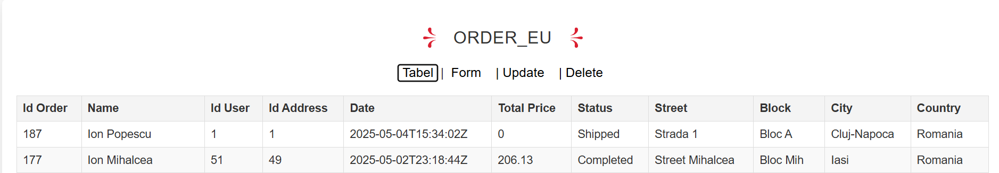 ORDER_EU
Tabel | Form | Update | Delete
Id Order Name Id User Id Address Date Total Price Status Street Block City Country
187 Ion Popescu 1 1 2025-05-04T15:34:02Z 0 Shipped Strada 1 Bloc A Cluj-Napoca Romania
177 Ion Mihalcea 51 49 2025-05-02T23:18:44Z 206.13 Completed Street Mihalcea Bloc Mih Iasi Romania